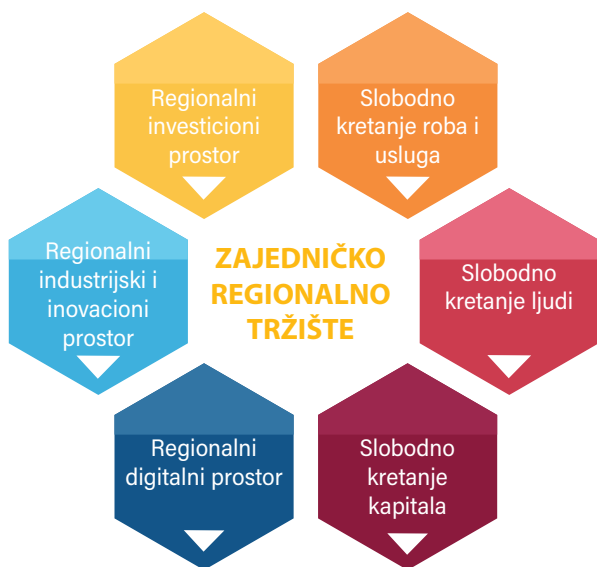 Regionalni
investicioni
prostor
Slobodno
kretanje roba i
usluga
Regionalni
industrijski i
inovacioni
prostor
ZAJEDNIČKO
REGIONALNO
TRŽIŠTE
Slobodno
kretanje ljudi
Regionalni
digitalni prostor
Slobodno
kretanje
kapitala